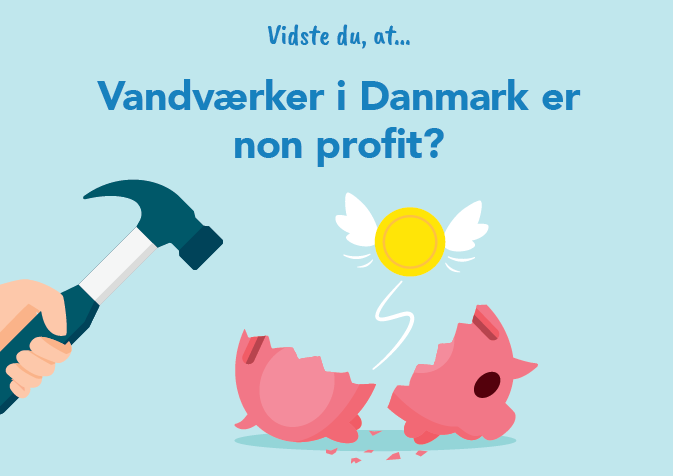 Vidste du, at...
Vandværker i Danmark er
non profit?